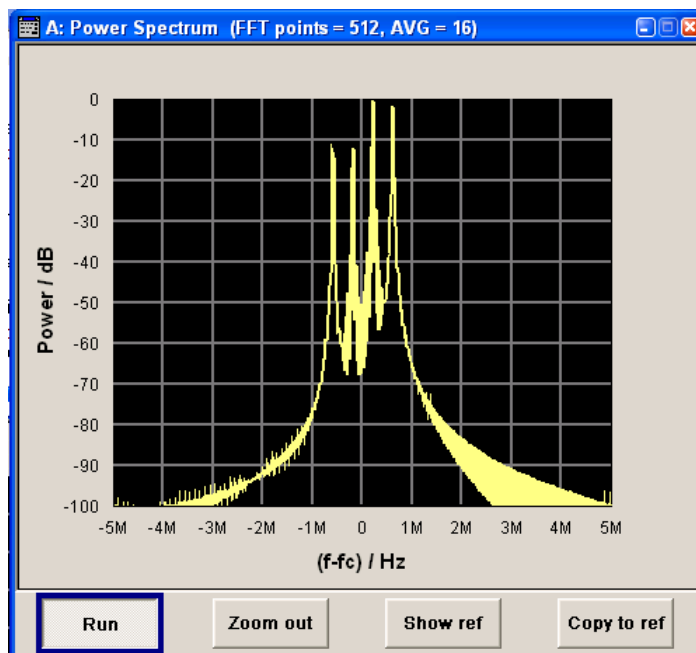 A: Power Spectrum (FFT points = 512, AVG = 16)
0
-10
-20
-30
-40
-50
-60
-70
-80
-90
-100
Power / dB
-5M -4M -3M -2M -1M 0 1M 2M 3M 4M 5M
(f-fc) / Hz
Run Zoom out Show ref Copy to ref